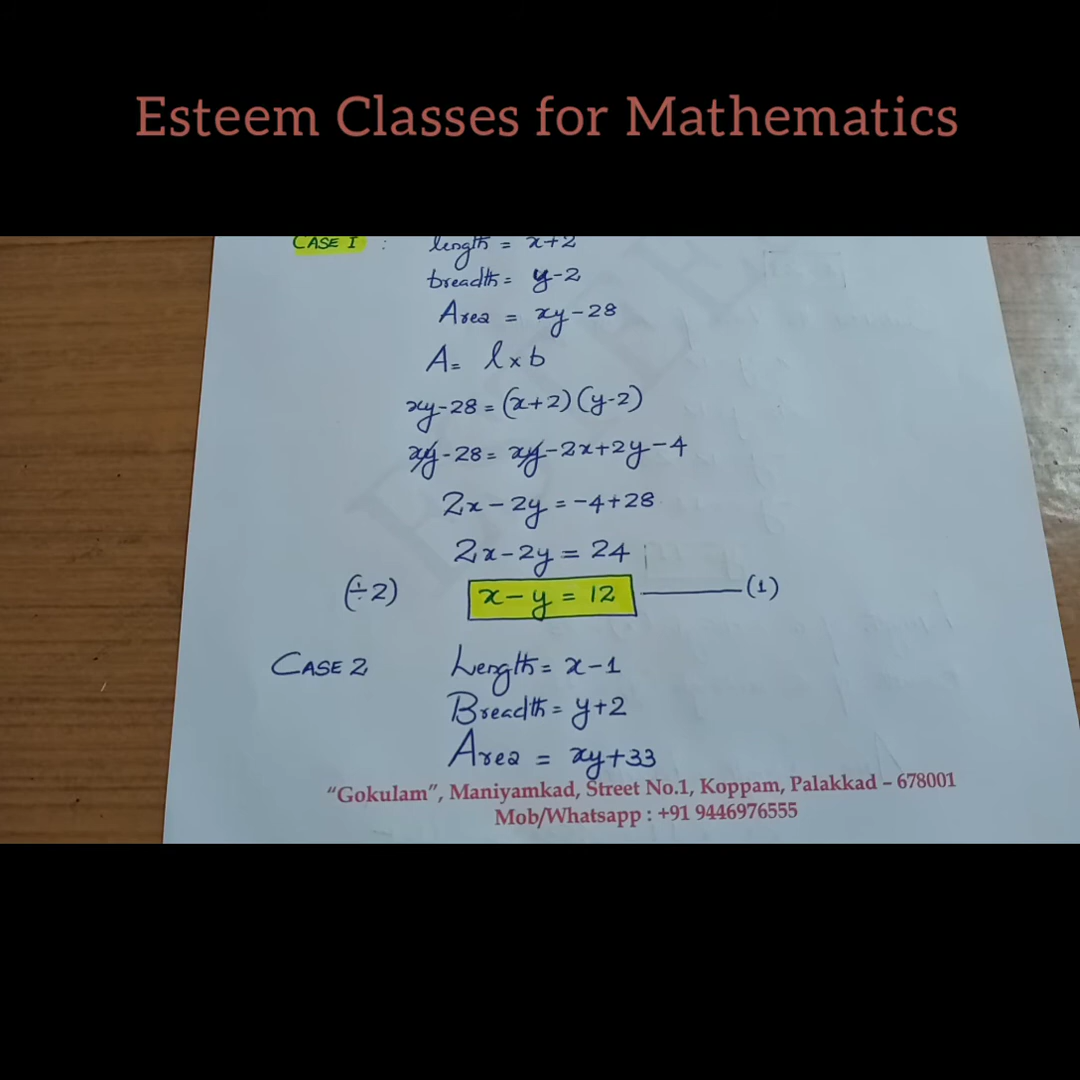 Esteem Classes for Mathematics
CASE I : length = x+2
breadth = y-2
Area = xy-28
A= l×b
xy-28=(x+2)(y-2)
xy-28= xy-2x+2y-4
2x-2y=-4+28
2x-2y=24
(÷2) x-y=12 (1)
CASE 2 Length= x-1
Breadth= y+2
Area = xy+33
"Gokulam", Maniyamkad, Street No.1, Koppam, Palakkad – 678001
Mob/Whatsapp : +91 9446976555